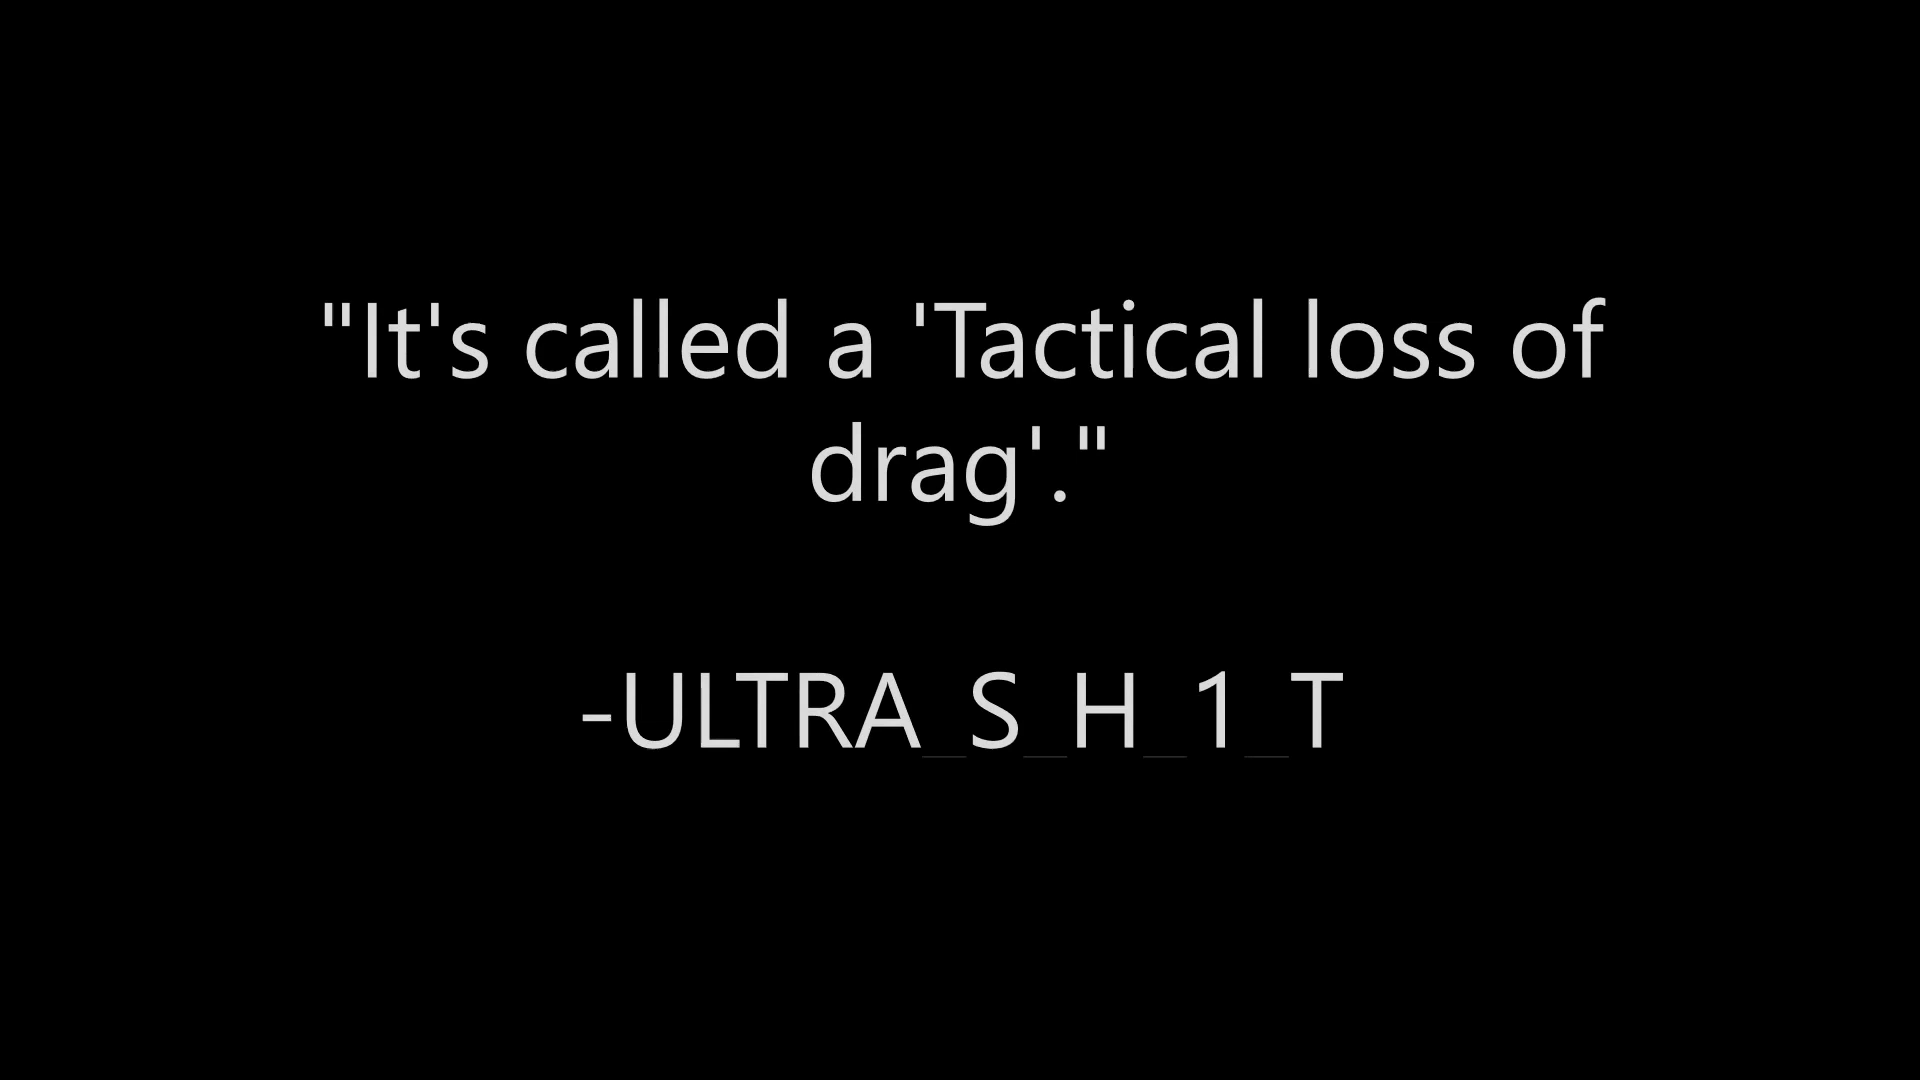 "It's called a 'Tactical loss of
drag'."
-ULTRA_S_H_1_T